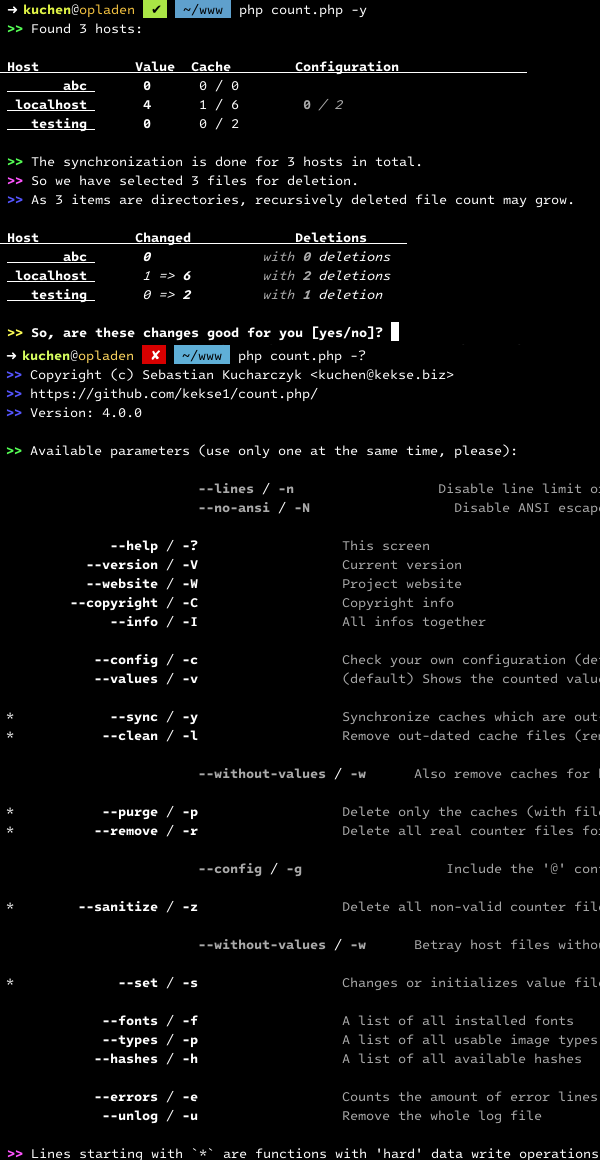 ➜ kuchen@opladen ✔ ~/www php count.php -y
>> Found 3 hosts:
Host Value Cache Configuration
abc 0 0 / 0
localhost 4 1 / 6 0 / 2
testing 0 0 / 2
>> The synchronization is done for 3 hosts in total.
>> So we have selected 3 files for deletion.
>> As 3 items are directories, recursively deleted file count may grow.
Host Changed Deletions
abc 0 with 0 deletions
localhost 1 => 6 with 2 deletions
testing 0 => 2 with 1 deletion
>> So, are these changes good for you [yes/no]?
➜ kuchen@opladen ✘ ~/www php count.php -?
>> Copyright (c) Sebastian Kucharczyk <kuchen@kekse.biz>
>> https://github.com/kekse1/count.php/
>> Version: 4.0.0
>> Available parameters (use only one at the same time, please):
--lines / -n Disable line limit o
--no-ansi / -N Disable ANSI escap
--help / -? This screen
--version / -V Current version
--website / -W Project website
--copyright / -C Copyright info
--info / -I All infos together
--config / -c Check your own configuration (de
--values / -v (default) Shows the counted valu
* --sync / -y Synchronize caches which are out-
* --clean / -l Remove out-dated cache files (re
--without-values / -w Also remove caches for
* --purge / -p Delete only the caches (with fil
* --remove / -r Delete all real counter files fo
--config / -g Include the '@' con
* --sanitize / -z Delete all non-valid counter fil
--without-values / -w Betray host files witho
* --set / -s Changes or initializes value fil
--fonts / -f A list of all installed fonts
--types / -p A list of all usable image types
--hashes / -h A list of all available hashes
--errors / -e Counts the amount of error lines
--unlog / -u Remove the whole log file
>> Lines starting with `*` are functions with 'hard' data write operations